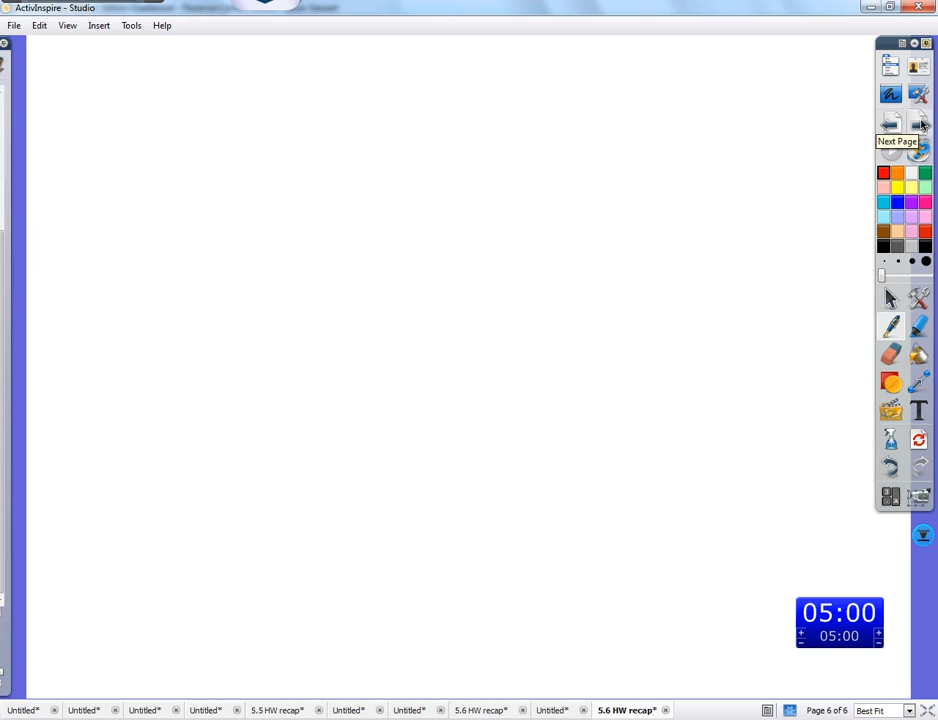 ActivInspire - Studio
File Edit View Insert Tools Help
Next Page
T
05:00
05:00
Untitled* Untitled* Untitled* Untitled* 5.5 HW recap* Untitled* Untitled* 5.6 HW recap* Untitled* 5.6 HW recap* Page 6 of 6 Best Fit